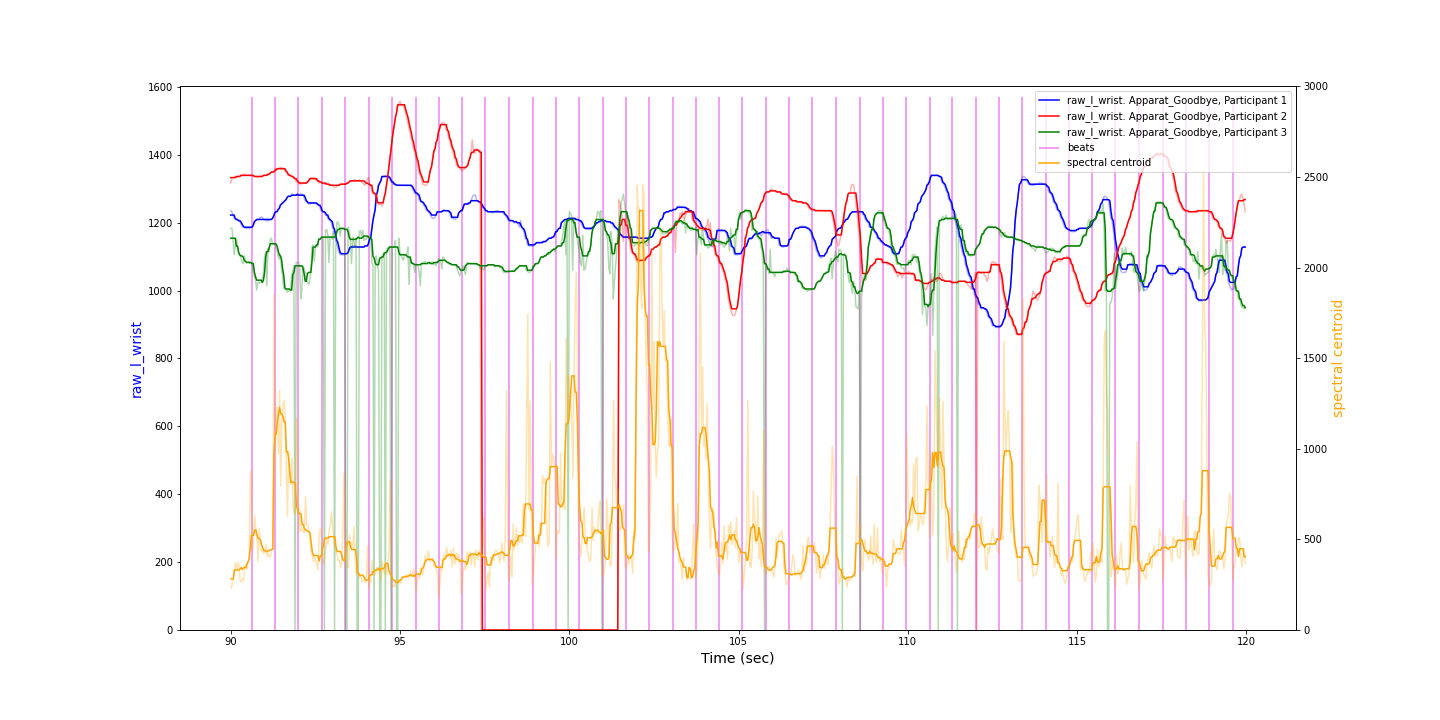 1600
1400
1200
1000
800
600
400
200
0
raw_l_wrist
3000
2500
2000
1500
1000
500
0
spectral centroid
raw_l_wrist. Apparat_Goodbye, Participant 1
raw_l_wrist. Apparat_Goodbye, Participant 2
raw_l_wrist. Apparat_Goodbye, Participant 3
beats
spectral centroid
90 95 100 105 110 115 120
Time (sec)